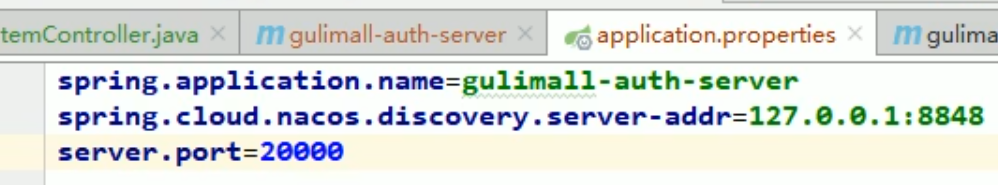 temController.java × m gulimall-auth-server × application.properties × m gulima
spring.application.name=gulimall-auth-server
spring.cloud.nacos.discovery.server-addr=127.0.0.1:8848
server.port=20000